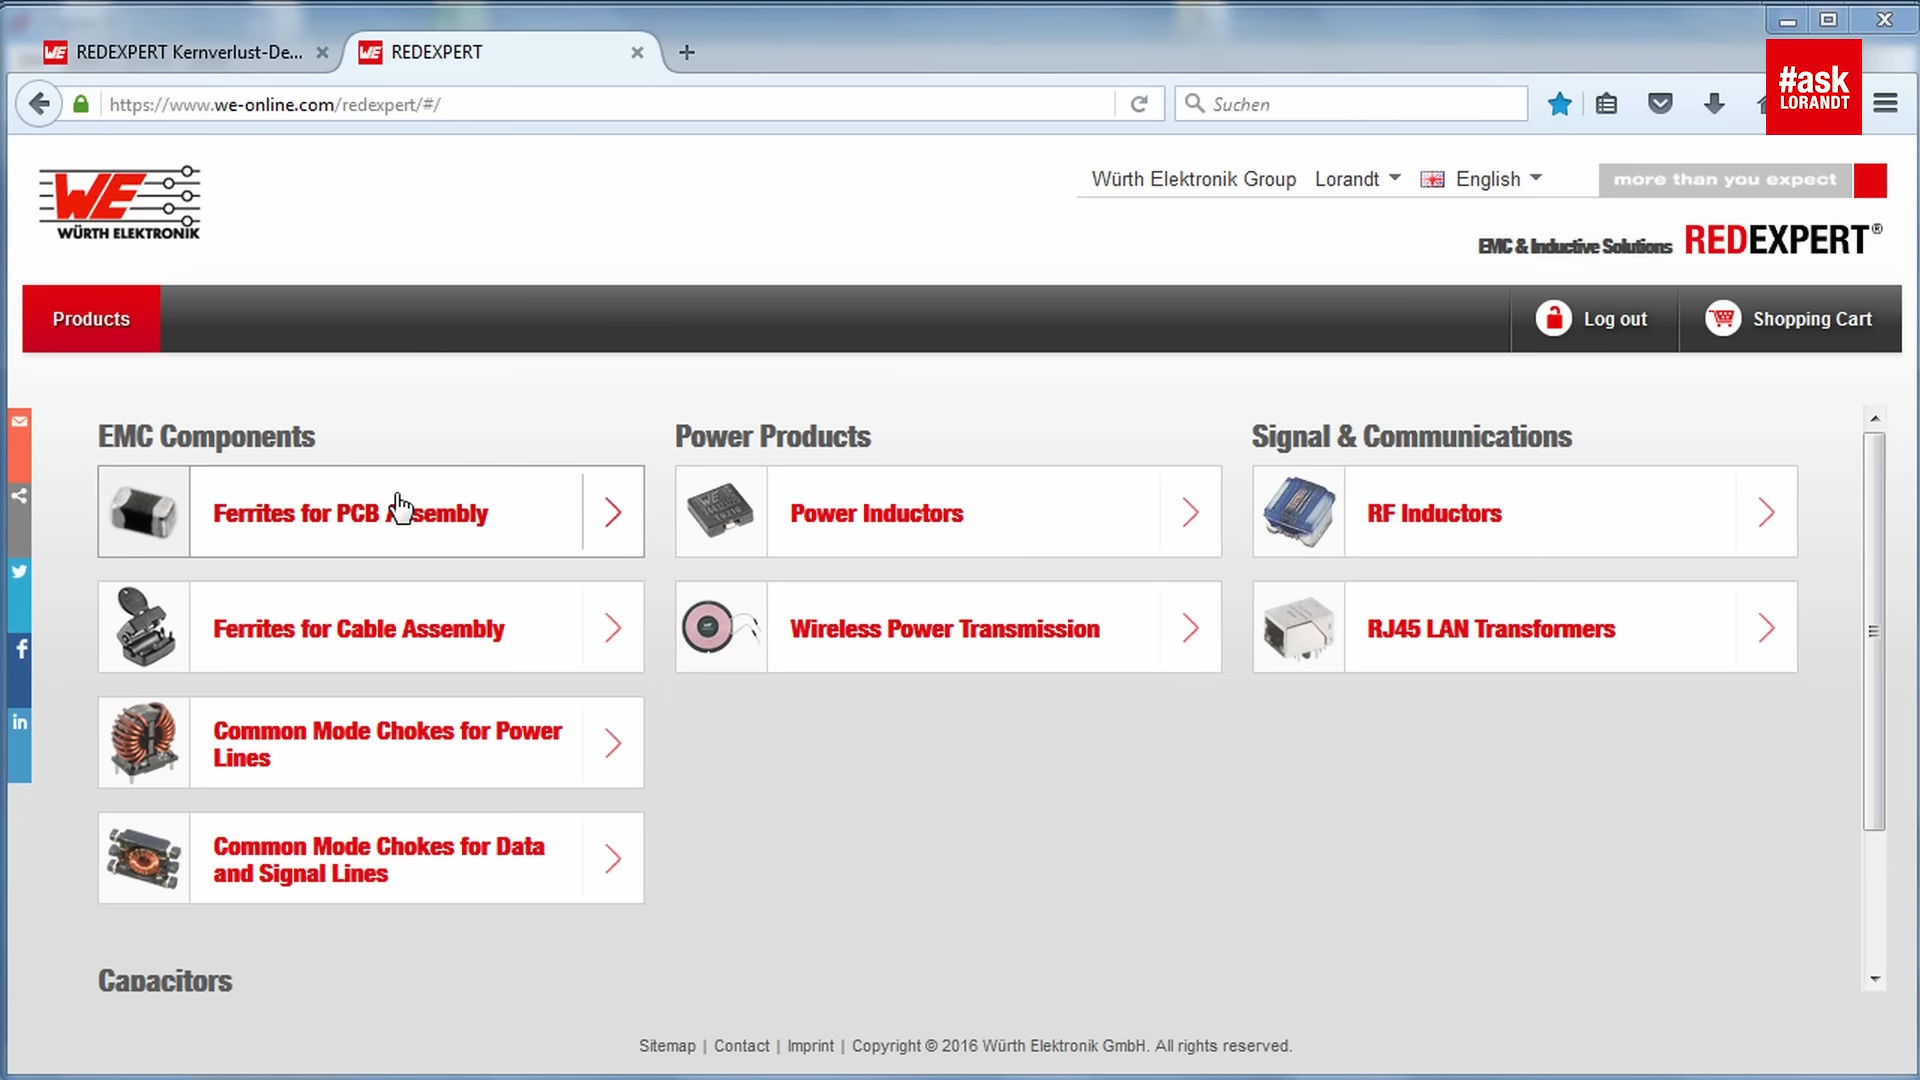 REDEXPERT Kernverlust-De...
REDEXPERT
#ask
LORANDT
https://www.we-online.com/redexpert/#/
Suchen
WE
WÜRTH ELEKTRONIK
Würth Elektronik Group
Lorandt
English
more than you expect
EMC & Inductive Solutions
REDEXPERT®
Products
Log out
Shopping Cart
EMC Components
Power Products
Signal & Communications
Ferrites for PCB Assembly
Power Inductors
RF Inductors
Ferrites for Cable Assembly
Wireless Power Transmission
RJ45 LAN Transformers
Common Mode Chokes for Power
Lines
Common Mode Chokes for Data
and Signal Lines
Capacitors
Sitemap | Contact | Imprint | Copyright © 2016 Würth Elektronik GmbH. All rights reserved.